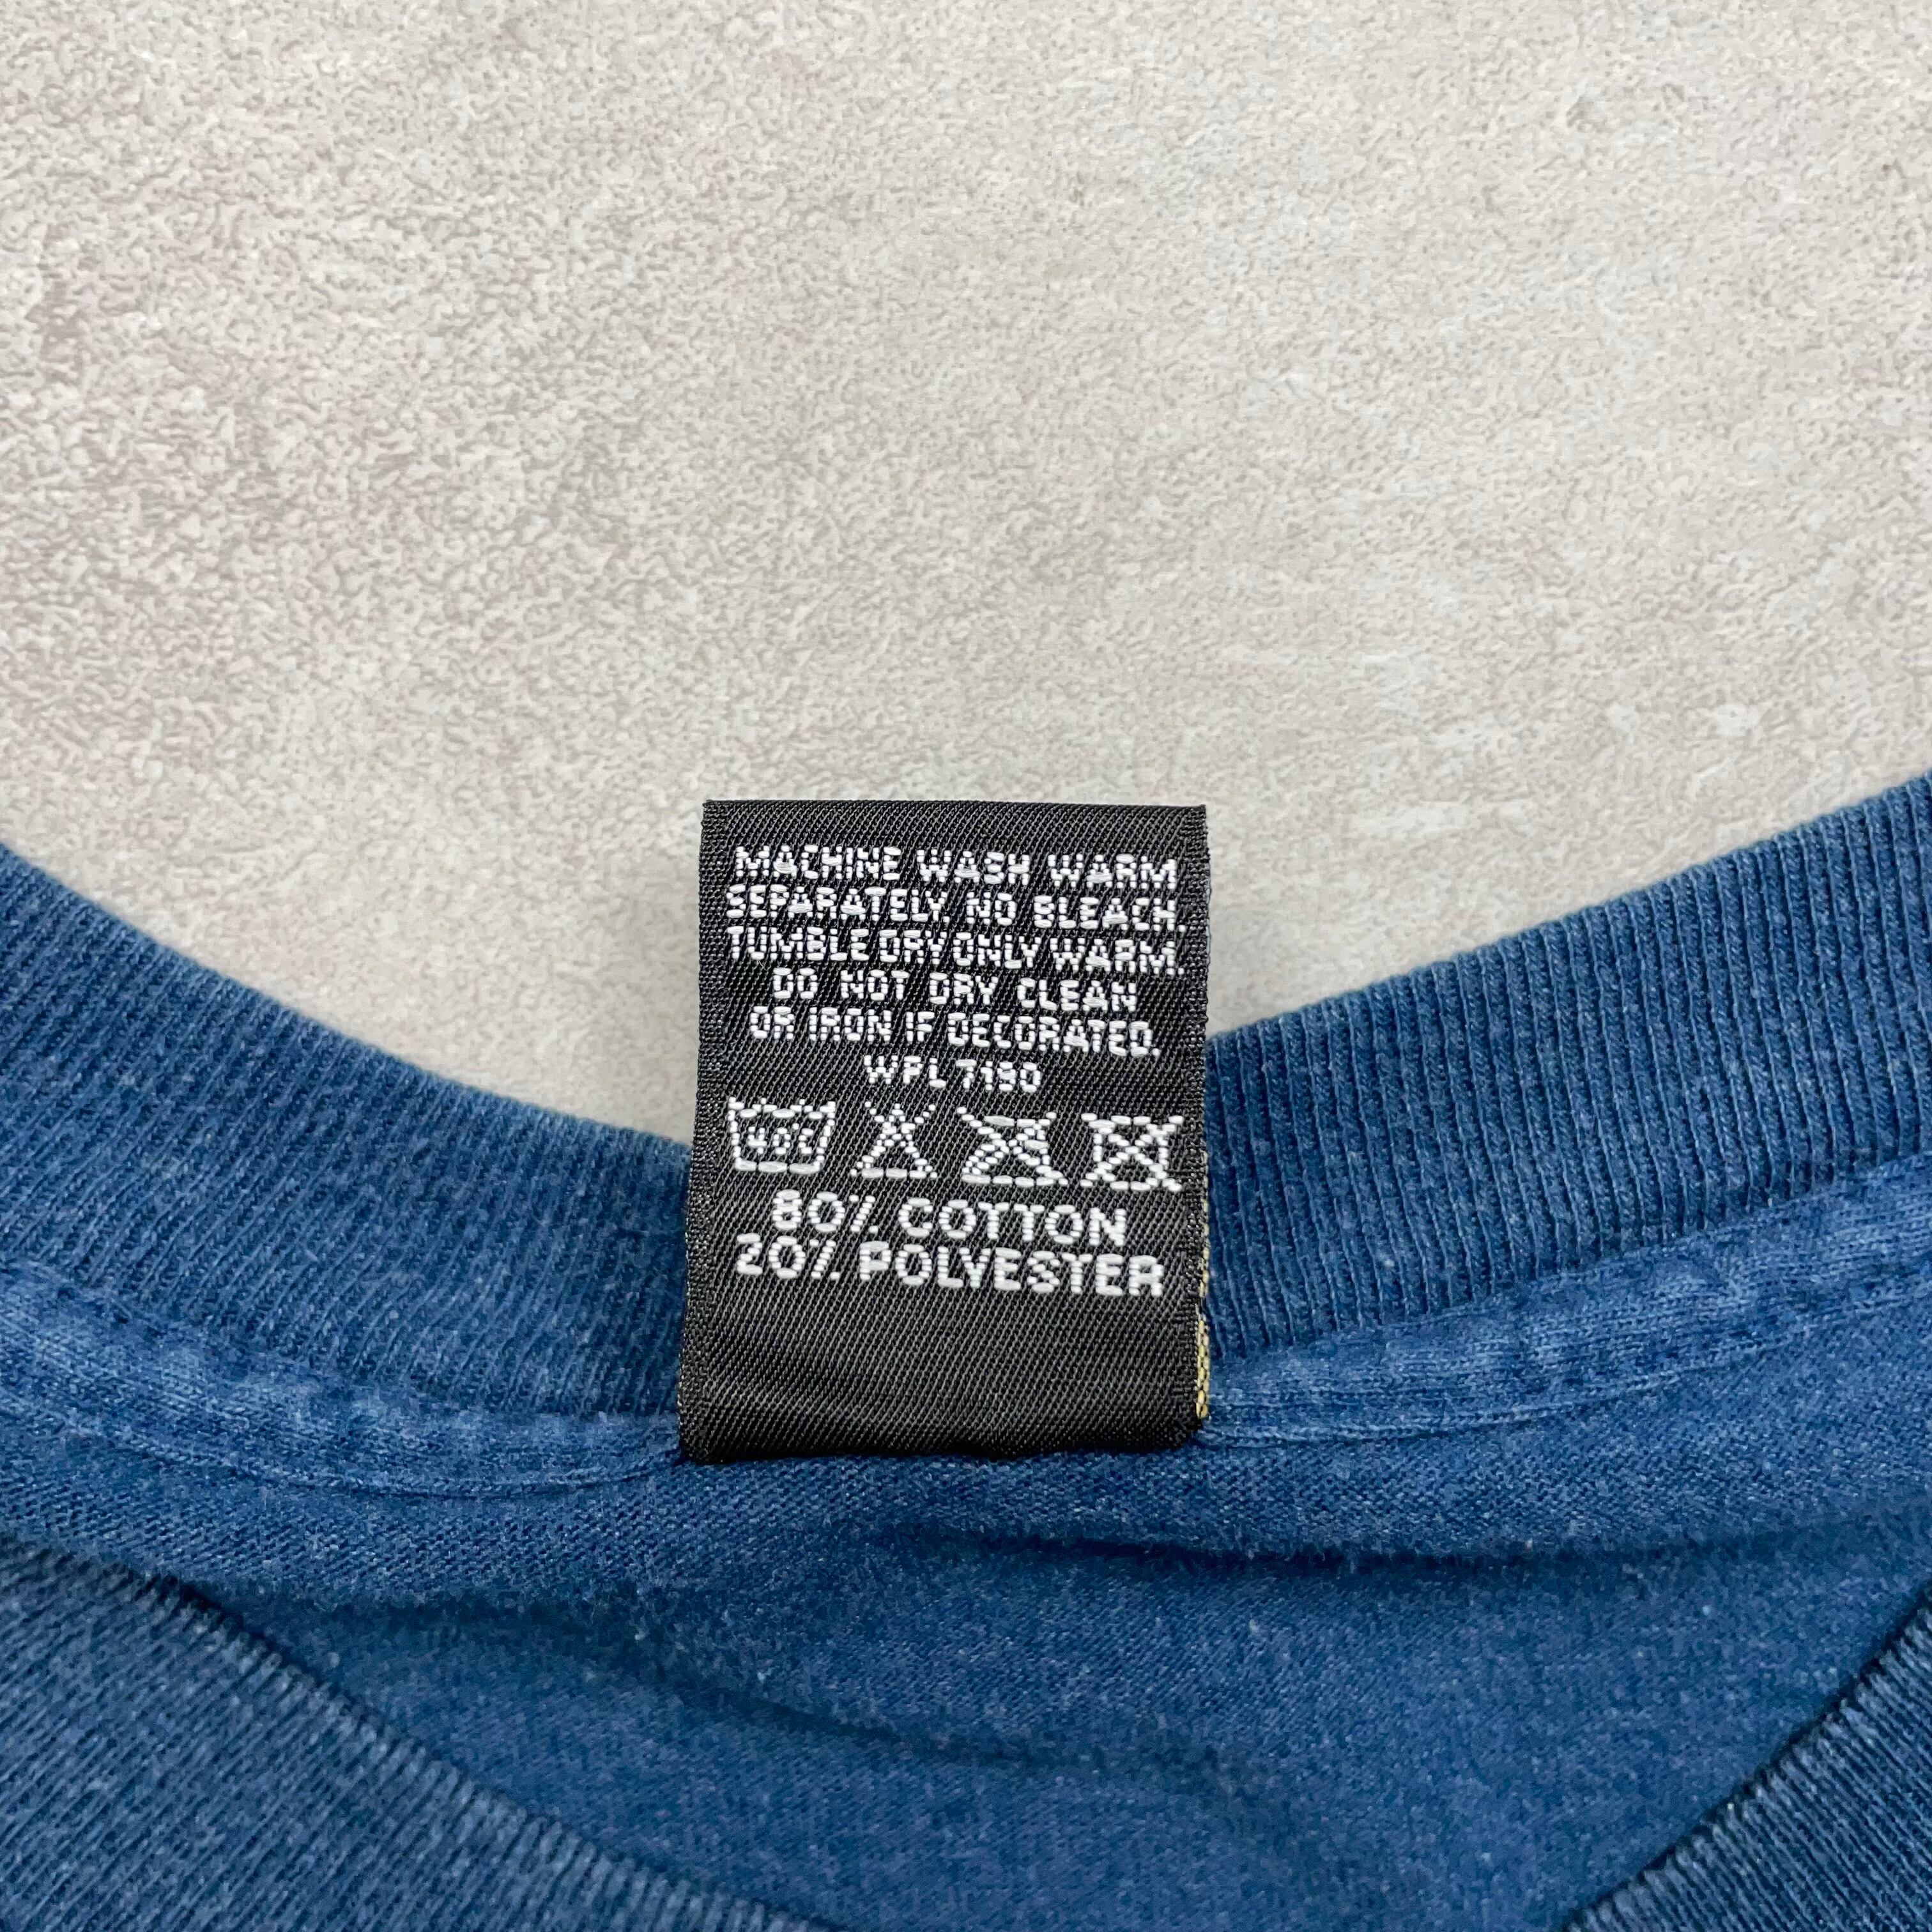 MACHINE WASH WARM
SEPARATELY. NO BLEACH.
TUMBLE DRY ONLY WARM.
DO NOT DRY CLEAN
OR IRON IF DECORATED.
WPL 7190
40C
80% COTTON
20% POLYESTER